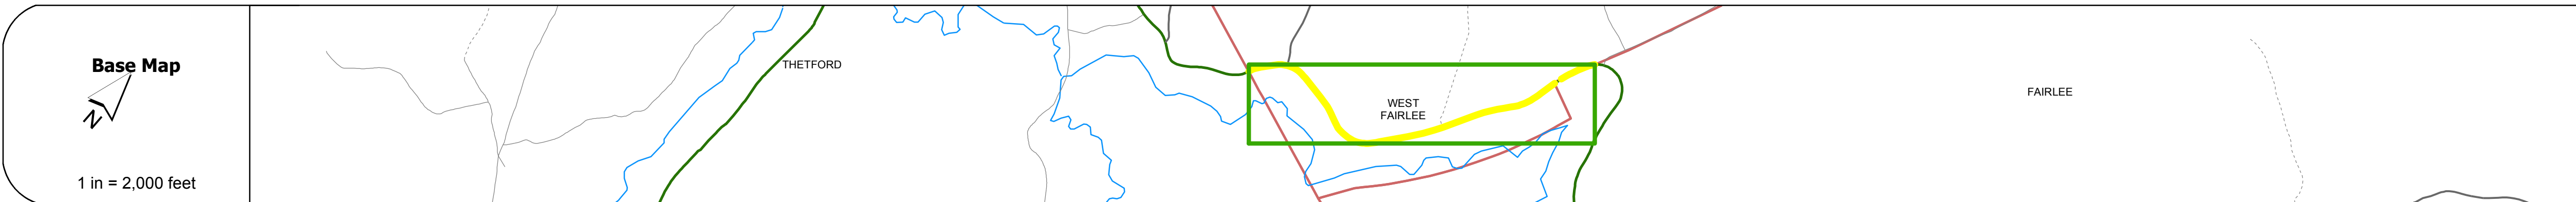 Base Map
N
1 in = 2,000 feet
THETFORD
WEST
FAIRLEE
FAIRLEE